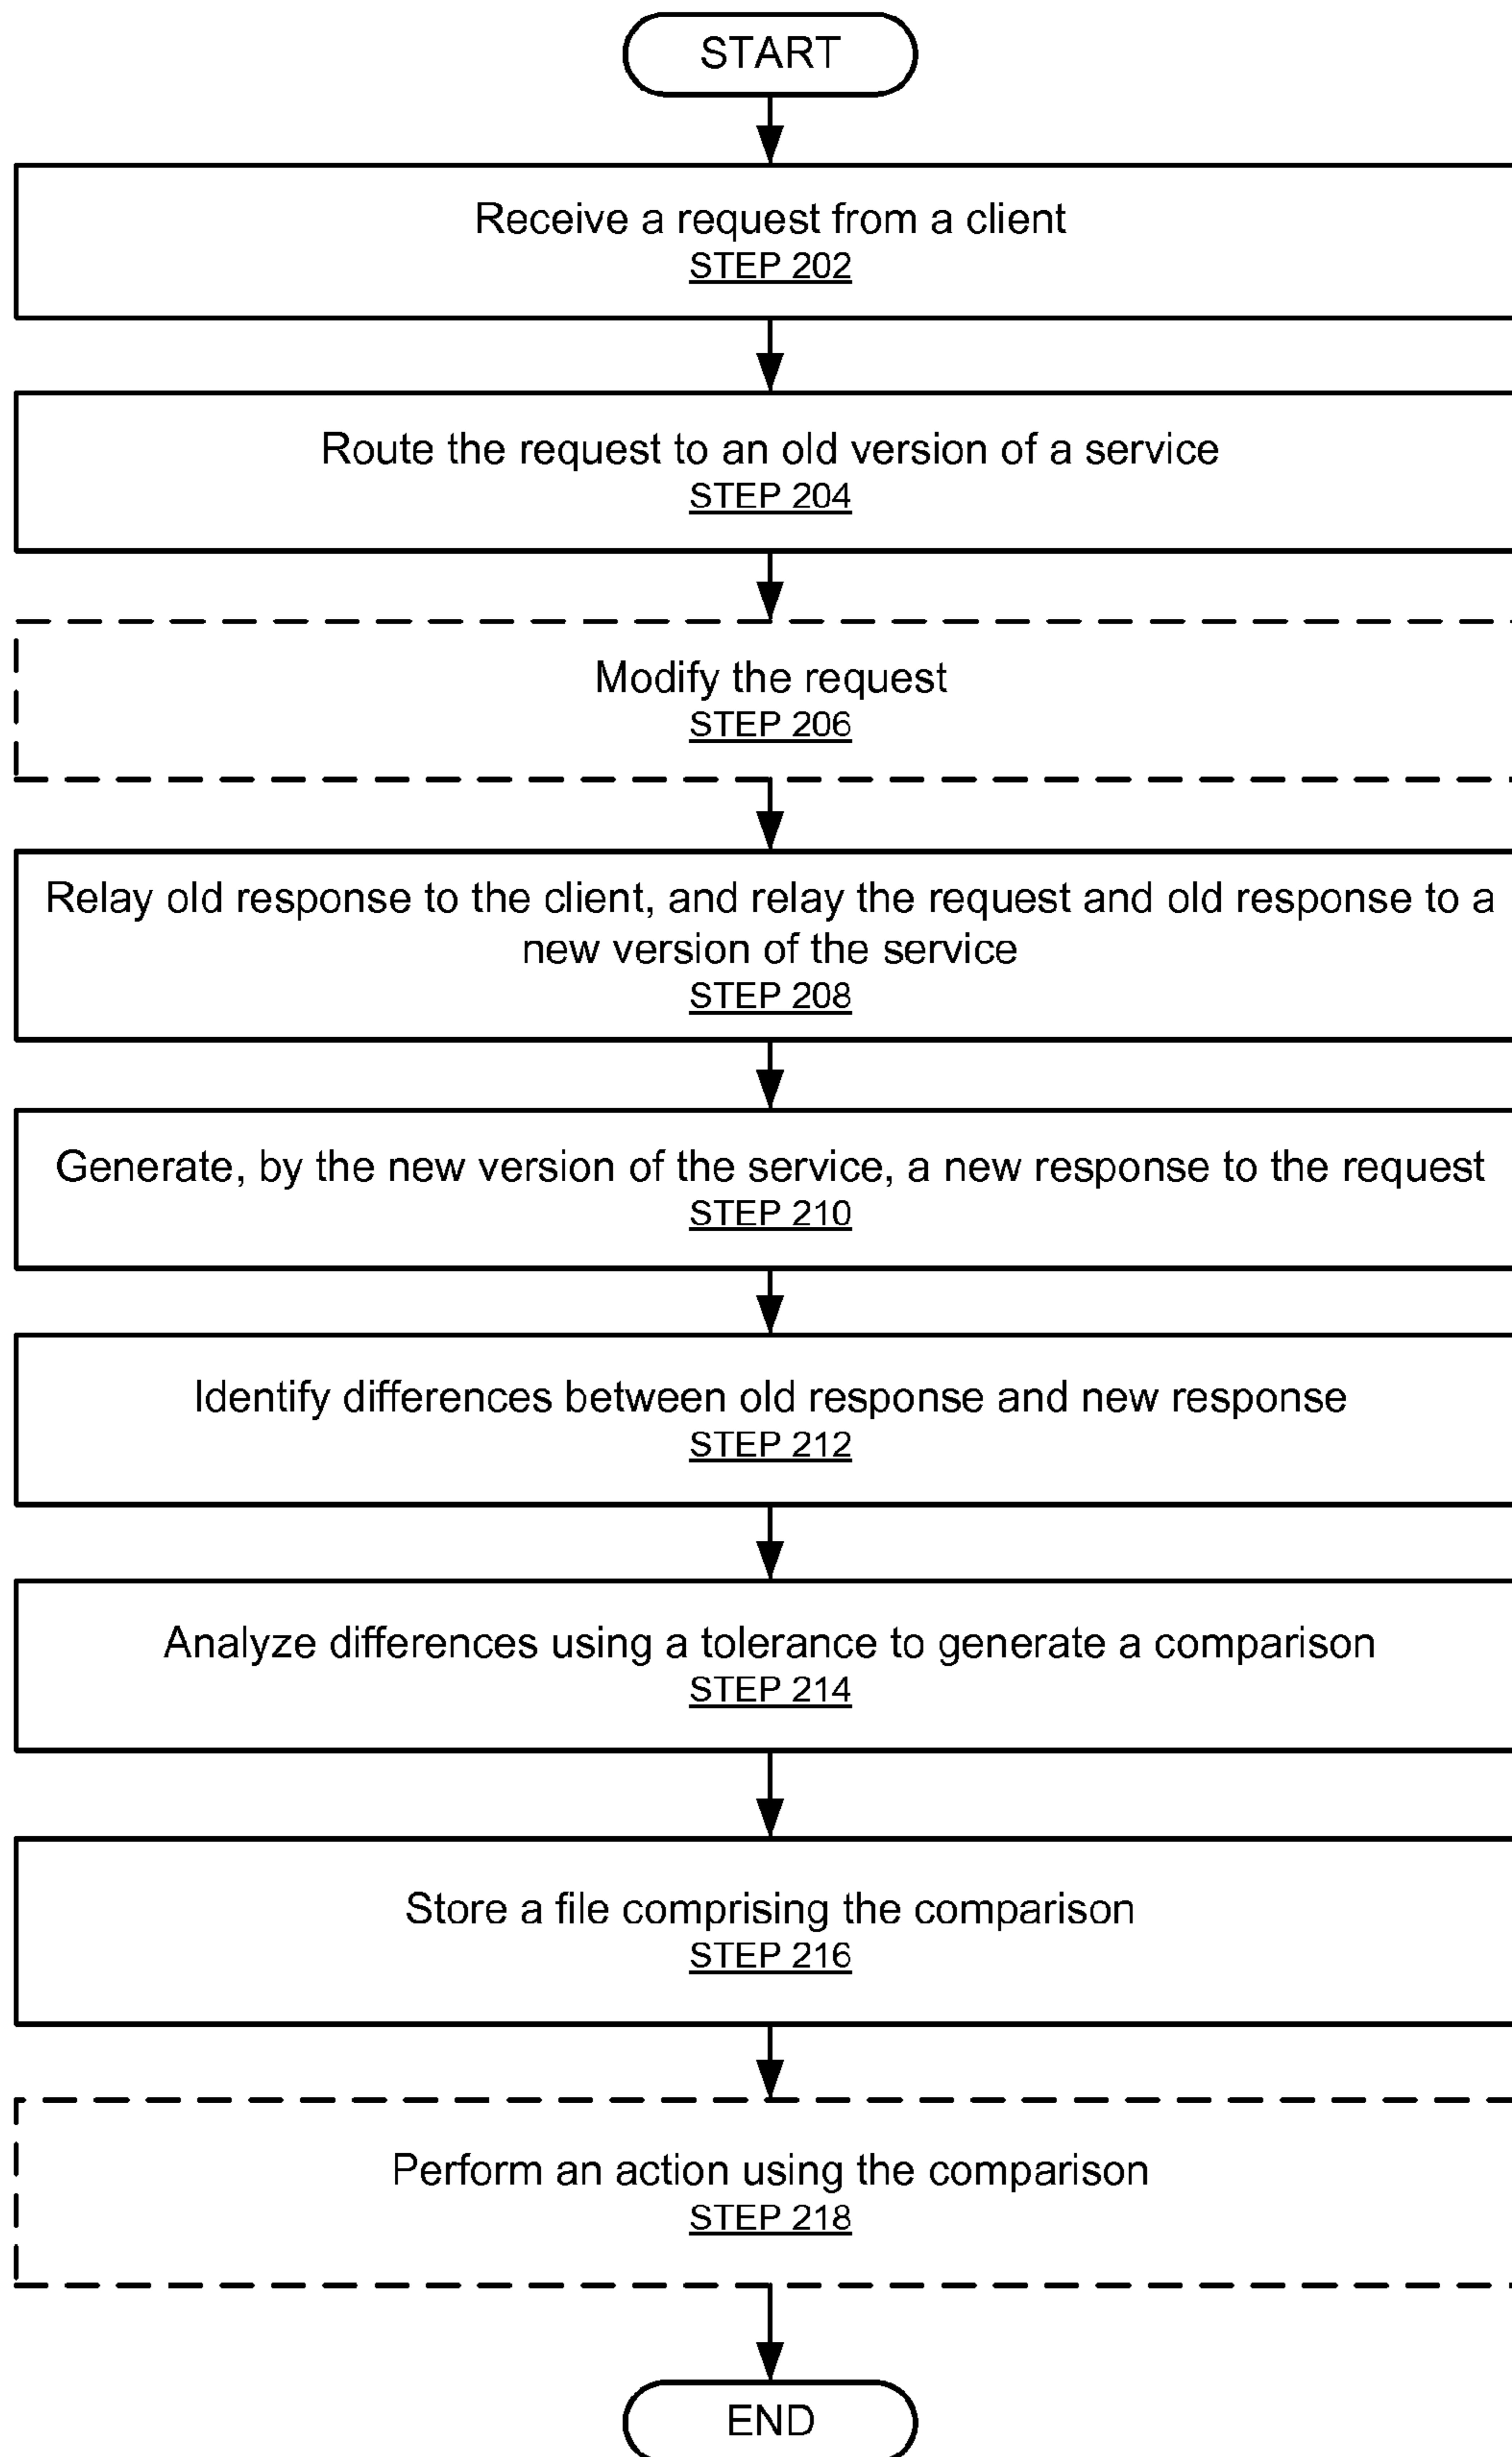 START
Receive a request from a client
STEP 202
Route the request to an old version of a service
STEP 204
Modify the request
STEP 206
Relay old response to the client, and relay the request and old response to a
new version of the service
STEP 208
Generate, by the new version of the service, a new response to the request
STEP 210
Identify differences between old response and new response
STEP 212
Analyze differences using a tolerance to generate a comparison
STEP 214
Store a file comprising the comparison
STEP 216
Perform an action using the comparison
STEP 218
END